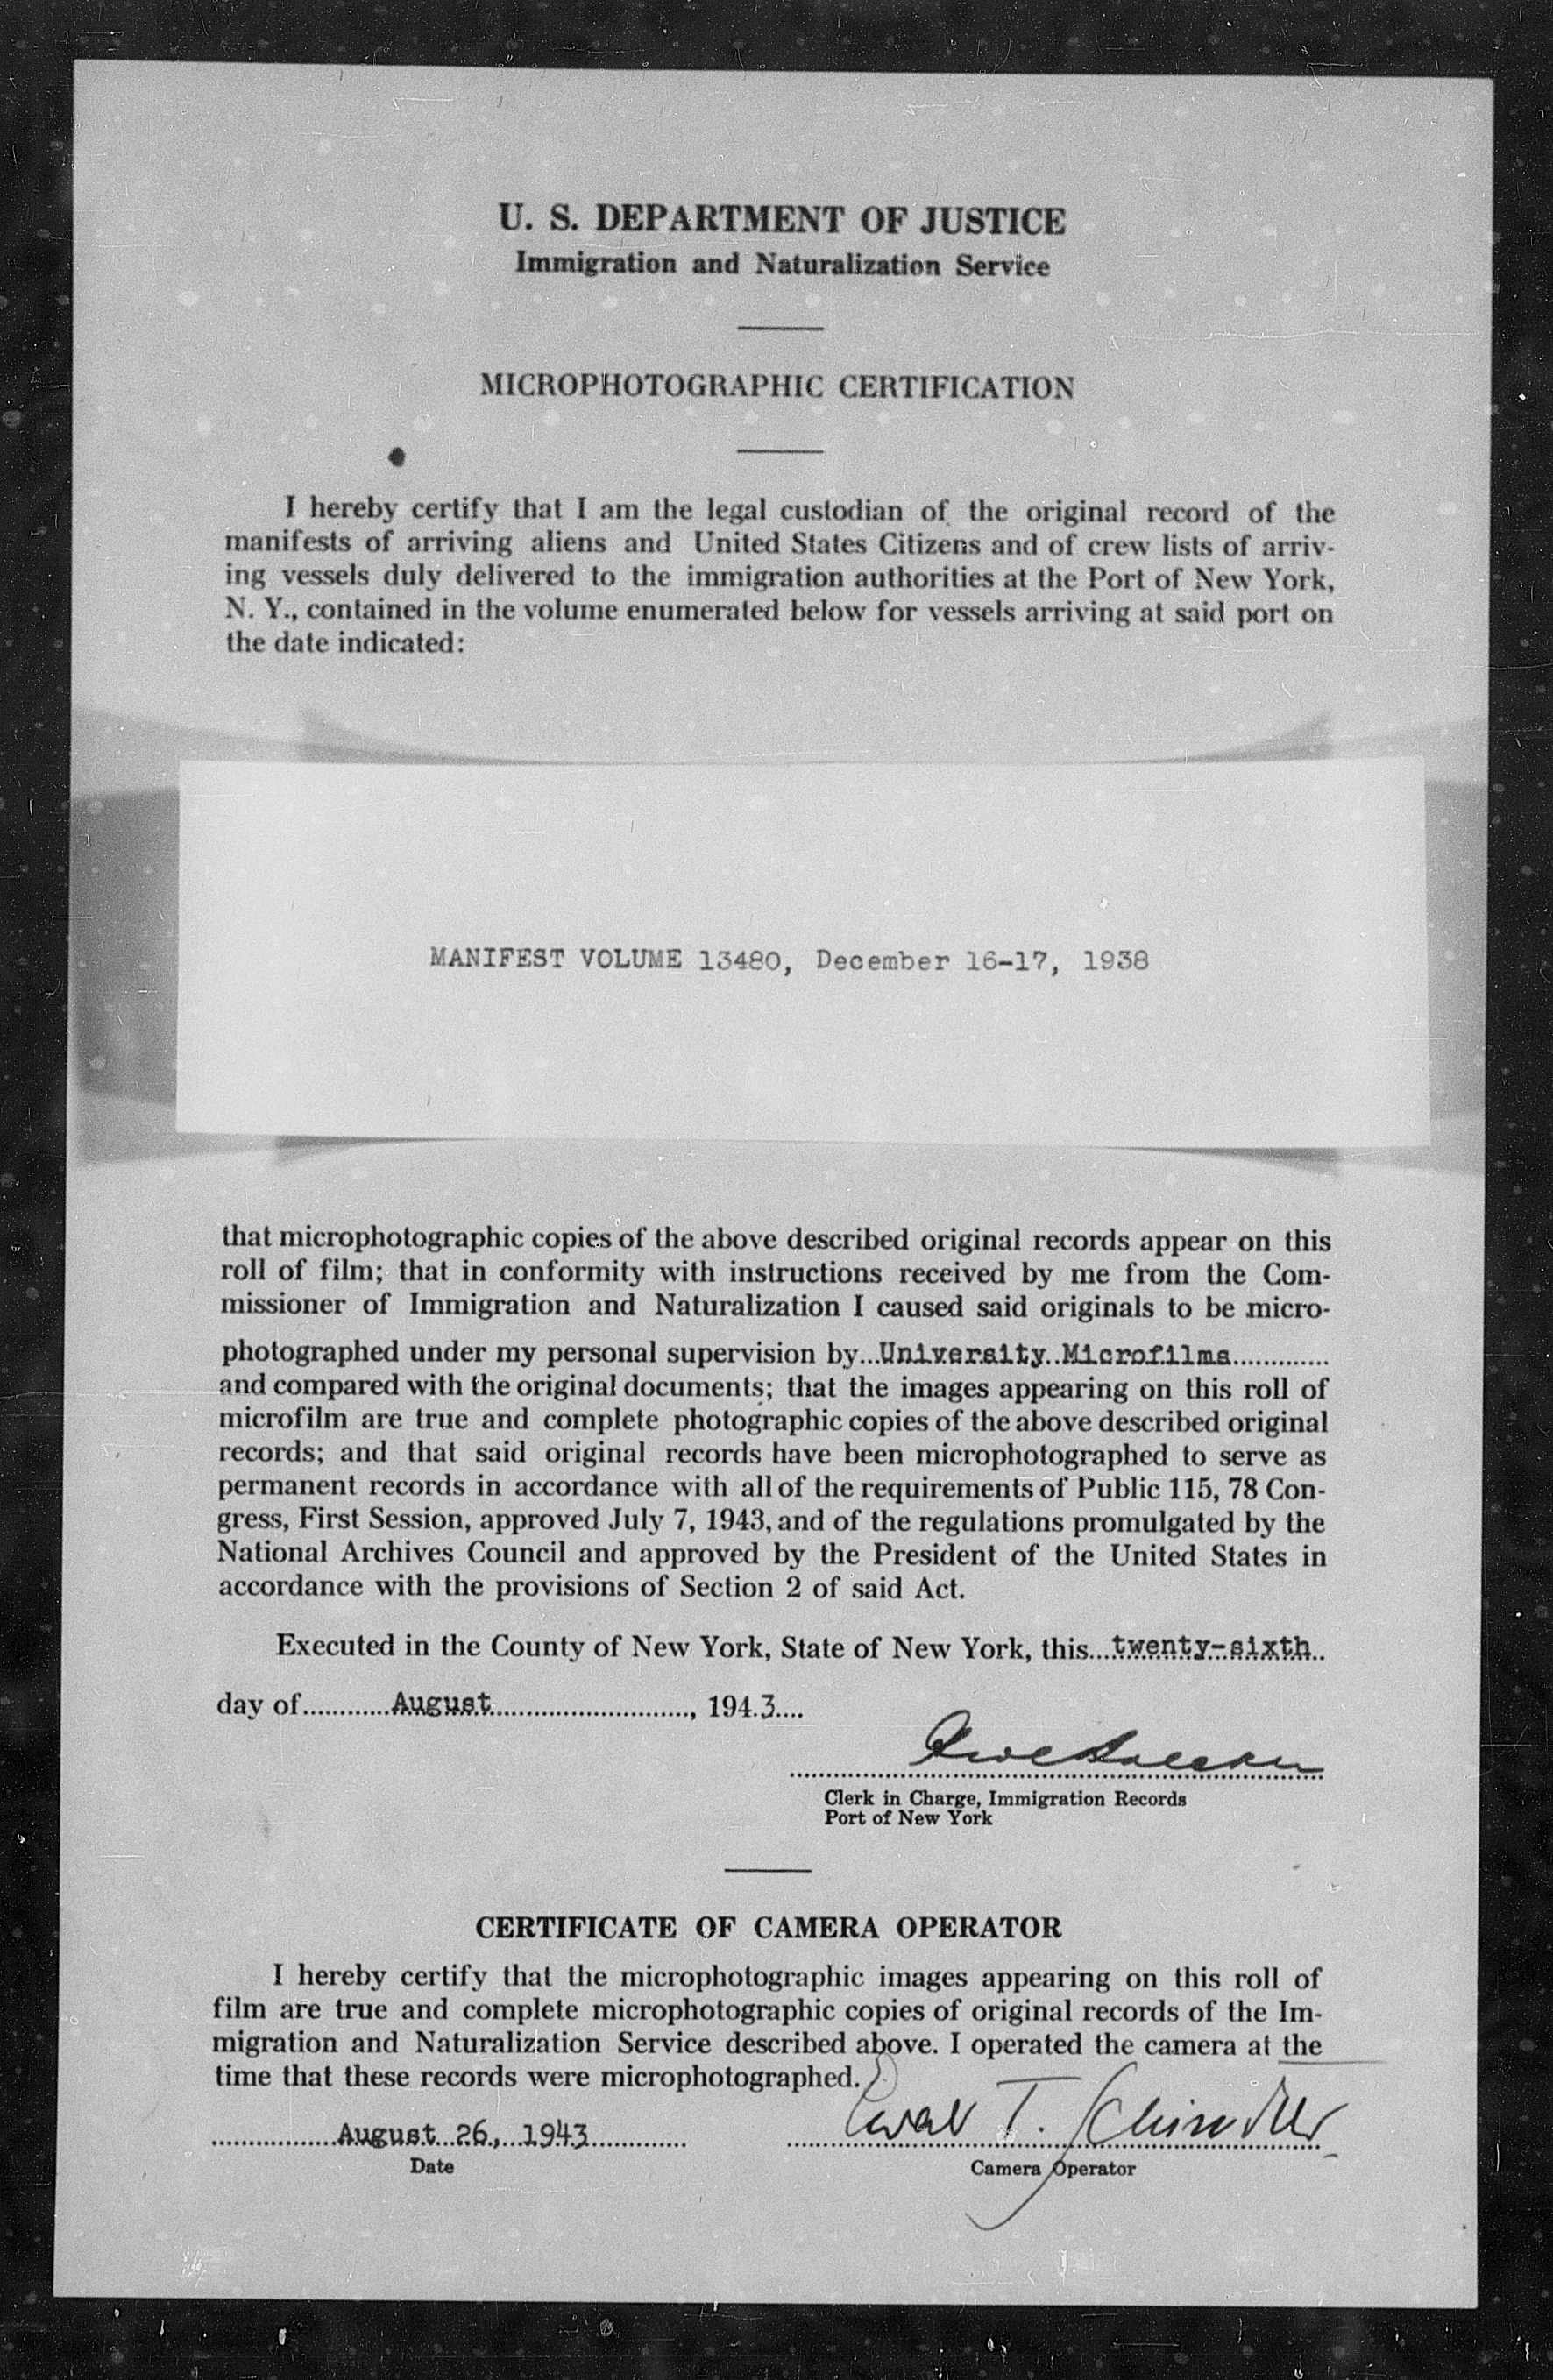 U. S. DEPARTMENT OF JUSTICE
Immigration and Naturalization Service
MICROPHOTOGRAPHIC CERTIFICATION
I hereby certify that I am the legal custodian of the original record of the
manifests of arriving aliens and United States Citizens and of crew lists of arriv-
ing vessels duly delivered to the immigration authorities at the Port of New York,
N. Y., contained in the volume enumerated below for vessels arriving at said port on
the date indicated:
MANIFEST VOLUME 13480, December 16-17, 1938
that microphotographic copies of the above described original records appear on this
roll of film; that in conformity with instructions received by me from the Com-
missioner of Immigration and Naturalization I caused said originals to be micro-
photographed under my personal supervision by...University Microfilms.............
and compared with the original documents; that the images appearing on this roll of
microfilm are true and complete photographic copies of the above described original
records; and that said original records have been microphotographed to serve as
permanent records in accordance with all of the requirements of Public 115, 78 Con-
gress, First Session, approved July 7, 1943, and of the regulations promulgated by the
National Archives Council and approved by the President of the United States in
accordance with the provisions of Section 2 of said Act.
Executed in the County of New York, State of New York, this...twenty-sixth..
day of............August............................, 194.3....
Clerk in Charge, Immigration Records
Port of New York
CERTIFICATE OF CAMERA OPERATOR
I hereby certify that the microphotographic images appearing on this roll of
film are true and complete microphotographic copies of original records of the Im-
migration and Naturalization Service described above. I operated the camera at the
time that these records were microphotographed.
August 26, 1943 T. Schindler
Date Camera Operator